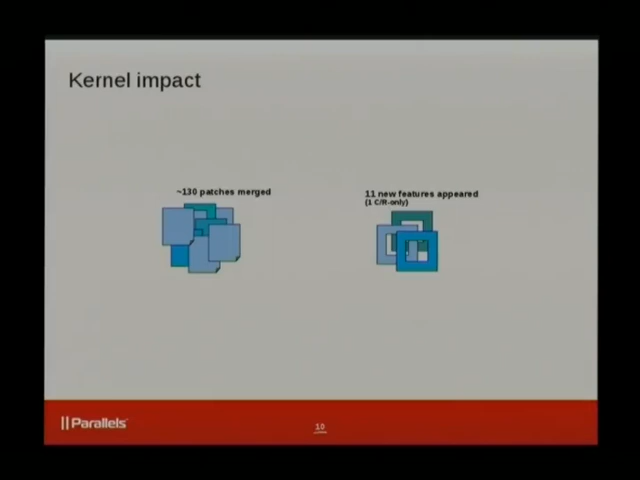 Kernel impact
~130 patches merged
11 new features appeared
(1 C/R-only)
|| Parallels
10